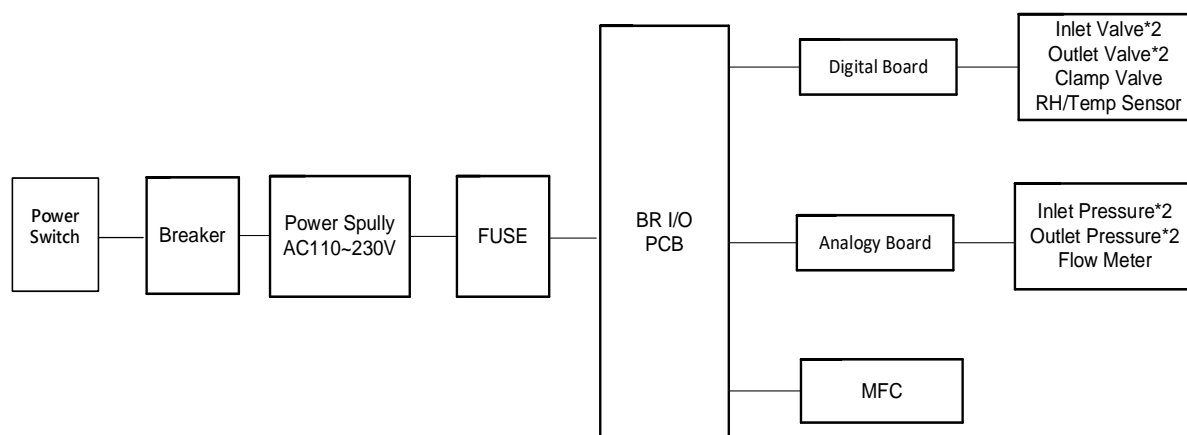 Power
Switch
Breaker
Power Spully
AC110~230V
FUSE
BR I/O
PCB
Digital Board
Inlet Valve*2
Outlet Valve*2
Clamp Valve
RH/Temp Sensor
Analogy Board
Inlet Pressure*2
Outlet Pressure*2
Flow Meter
MFC